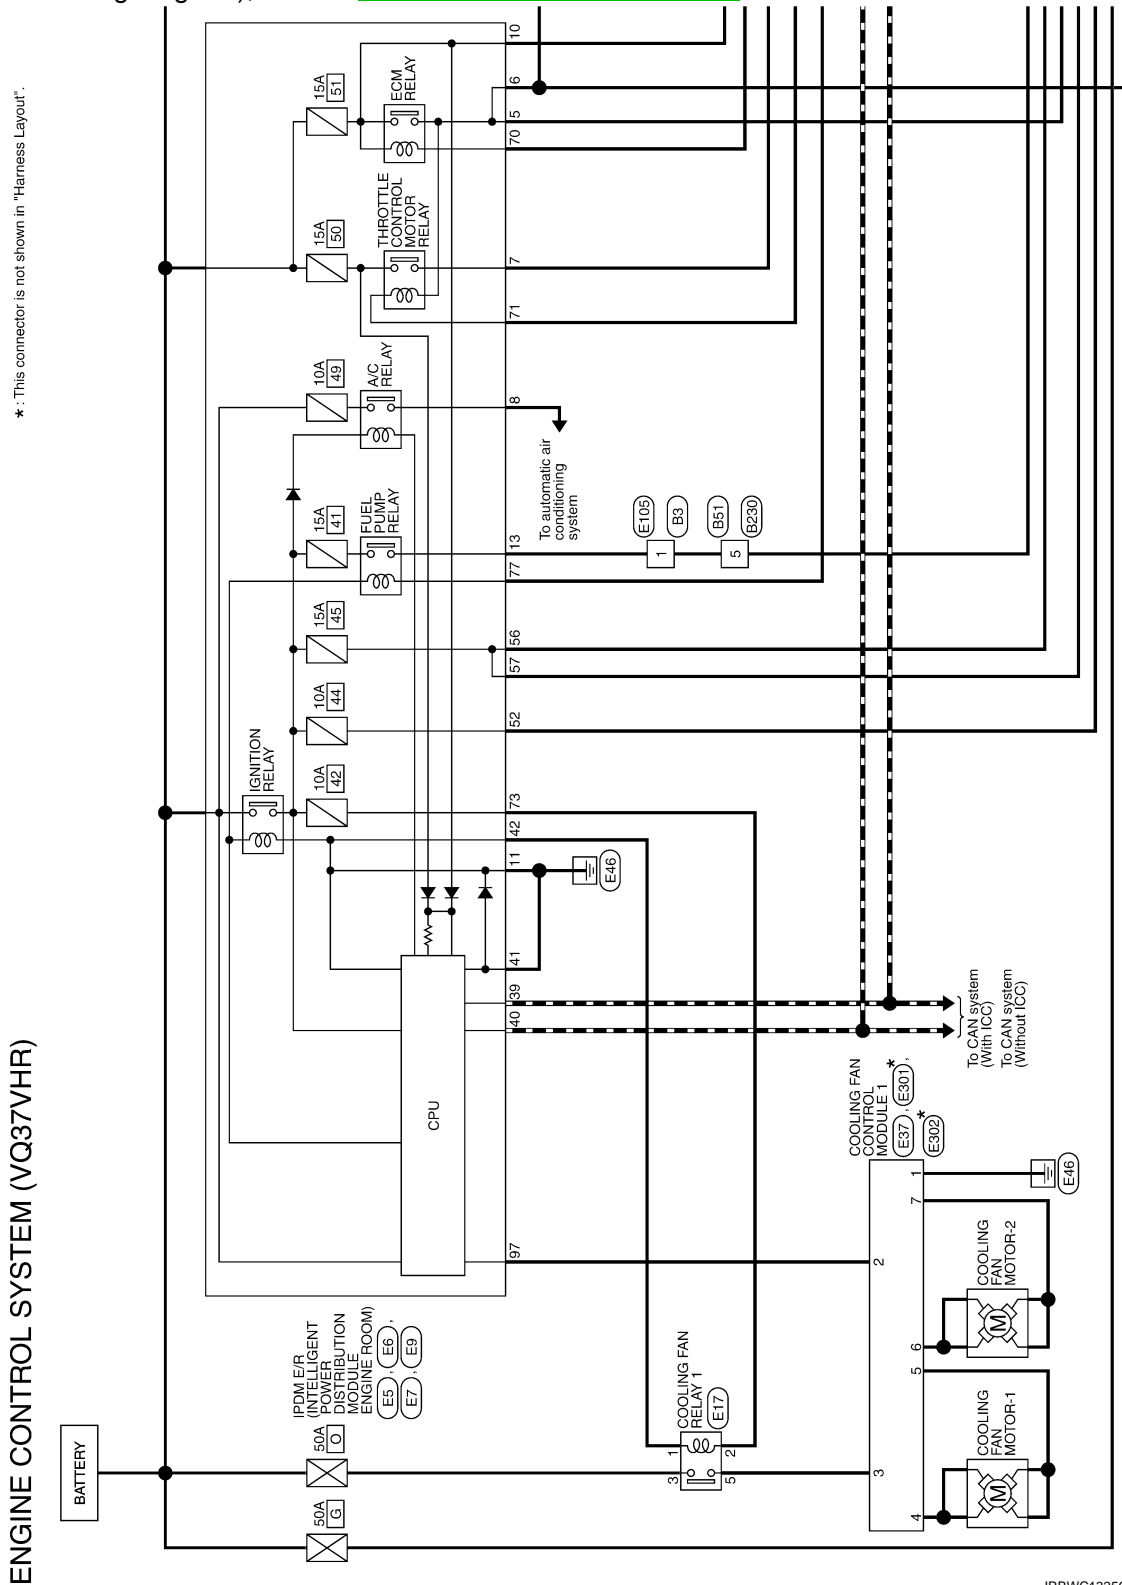 ENGINE CONTROL SYSTEM (VQ37VHR)
* : This connector is not shown in "Harness Layout".
BATTERY
50A
G
50A
O
IPDM E/R
(INTELLIGENT
POWER
DISTRIBUTION
MODULE
ENGINE ROOM)
E5 , E6 ,
E7 , E9
CPU
IGNITION
RELAY
10A
42
10A
44
15A
45
15A
41
FUEL
PUMP
RELAY
10A
49
A/C
RELAY
15A
50
THROTTLE
CONTROL
MOTOR
RELAY
15A
51
ECM
RELAY
97
40
39
41
11
42
73
52
57
56
77
13
8
71
7
70
5
6
10
E46
To automatic air
conditioning
system
1
E105
B3
5
B51
B230
To CAN system
(With ICC)
To CAN system
(Without ICC)
COOLING FAN
RELAY 1
E17
1
2
3
5
COOLING FAN
CONTROL
MODULE 1
E37 , E301 * ,
E302 *
3
2
4
5
6
7
1
COOLING
FAN
MOTOR-1
M
COOLING
FAN
MOTOR-2
M
E46